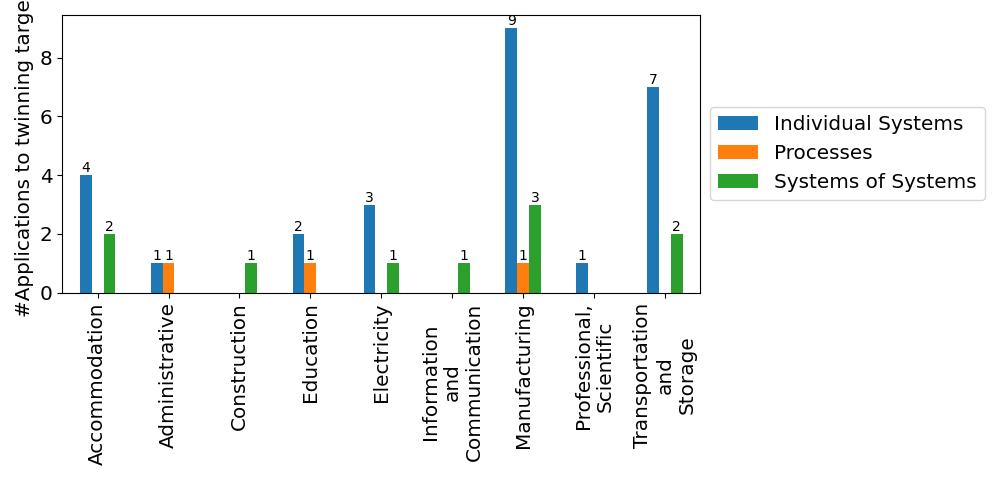 #Applications to twinning targe
8
6
4
2
0
4
2
1
1
1
2
1
3
1
1
9
1
3
1
7
2
Accommodation
Administrative
Construction
Education
Electricity
Information
and
Communication
Manufacturing
Professional,
Scientific
Transportation
and
Storage
Individual Systems
Processes
Systems of Systems